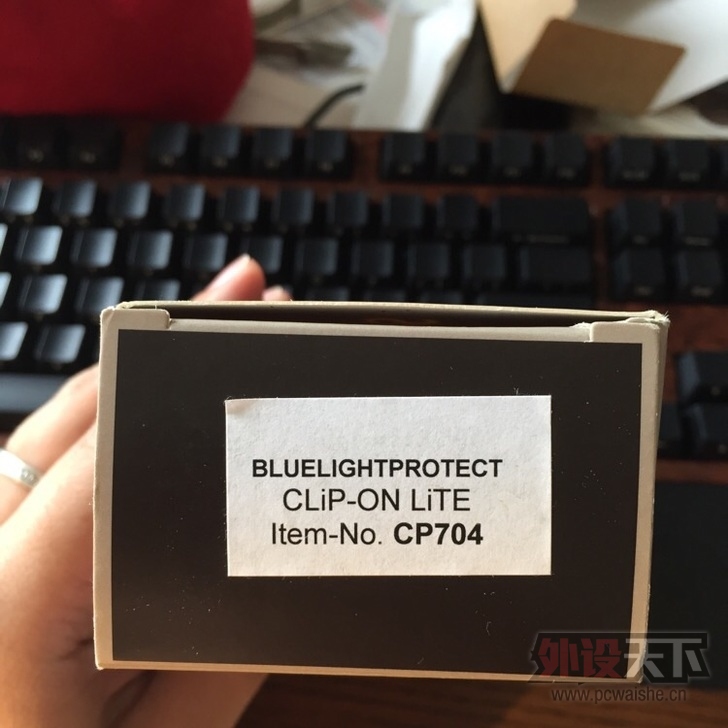 BLUELIGHTPROTECT
CLiP-ON LiTE
Item-No. CP704
外设天下
www.pcwaishe.cn